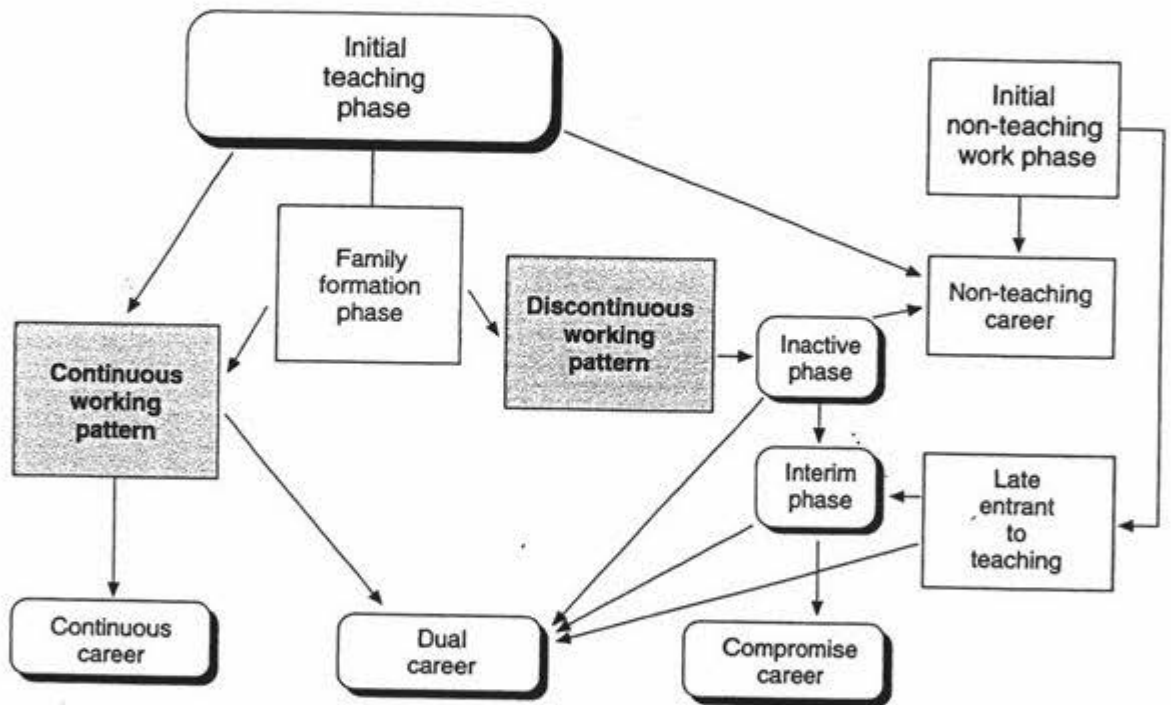 Initial
teaching
phase
Initial
non-teaching
work phase
Family
formation
phase
Discontinuous
working
pattern
Non-teaching
career
Inactive
phase
Continuous
working
pattern
Interim
phase
Late
entrant
to
teaching
Continuous
career
Dual
career
Compromise
career